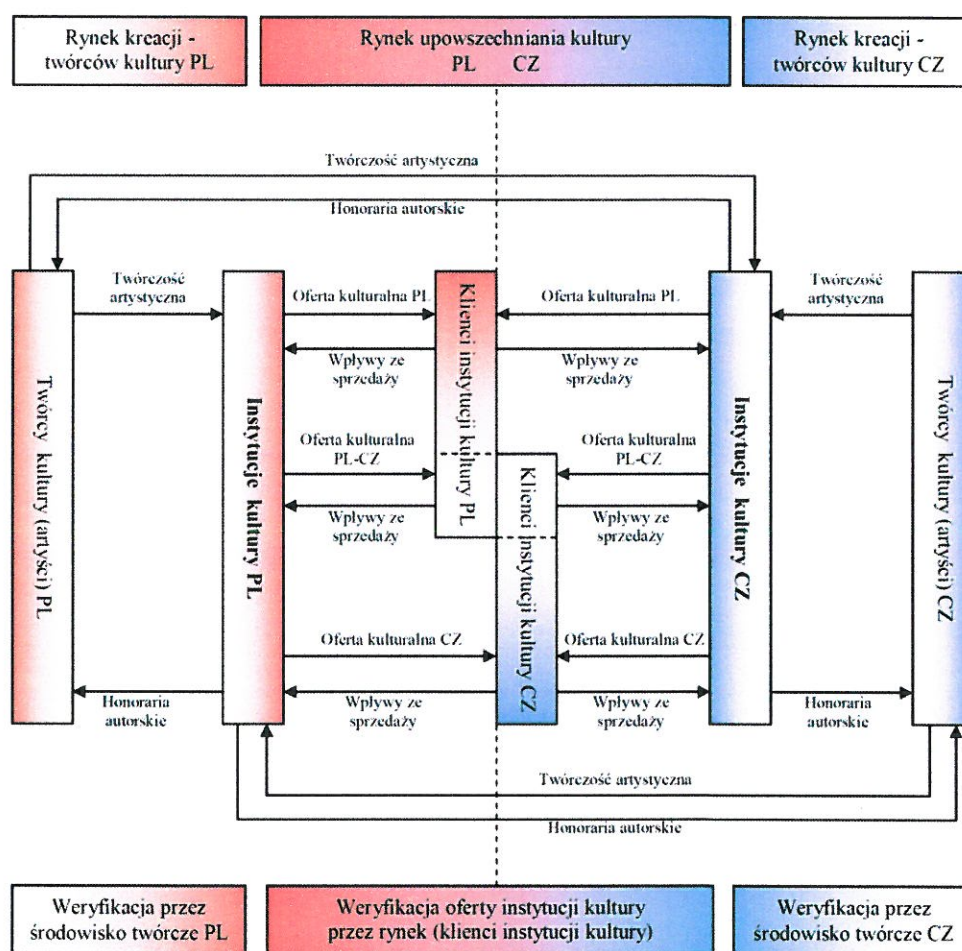 Rynek kreacji -
twórców kultury PL
Rynek upowszechniania kultury
PL CZ
Rynek kreacji -
twórców kultury CZ
Twórczość artystyczna
Honoraria autorskie
Twórczość
artystyczna
Oferta kulturalna PL
Oferta kulturalna PL
Twórczość
artystyczna
Wpływy ze
sprzedaży
Wpływy ze
sprzedaży
Twórcy kultury (artyści) PL
Instytucje kultury PL
Klienci instytucji kultury PL
Klienci instytucji kultury CZ
Instytucje kultury CZ
Twórcy kultury (artyści) CZ
Oferta kulturalna
PL-CZ
Oferta kulturalna
PL-CZ
Wpływy ze
sprzedaży
Wpływy ze
sprzedaży
Oferta kulturalna CZ
Oferta kulturalna CZ
Honoraria
autorskie
Wpływy ze
sprzedaży
Wpływy ze
sprzedaży
Honoraria
autorskie
Twórczość artystyczna
Honoraria autorskie
Weryfikacja przez
środowisko twórcze PL
Weryfikacja oferty instytucji kultury
przez rynek (klienci instytucji kultury)
Weryfikacja przez
środowisko twórcze CZ